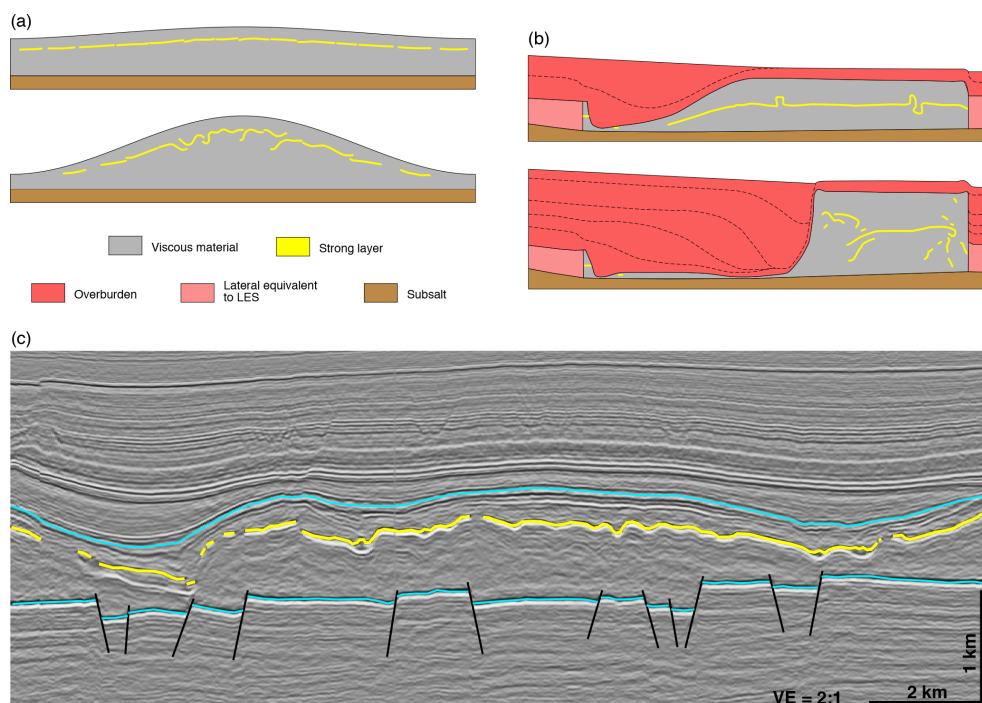 (a)
(b)
Viscous material
Strong layer
Overburden
Lateral equivalent
to LES
Subsalt
(c)
1 km
VE = 2:1
2 km